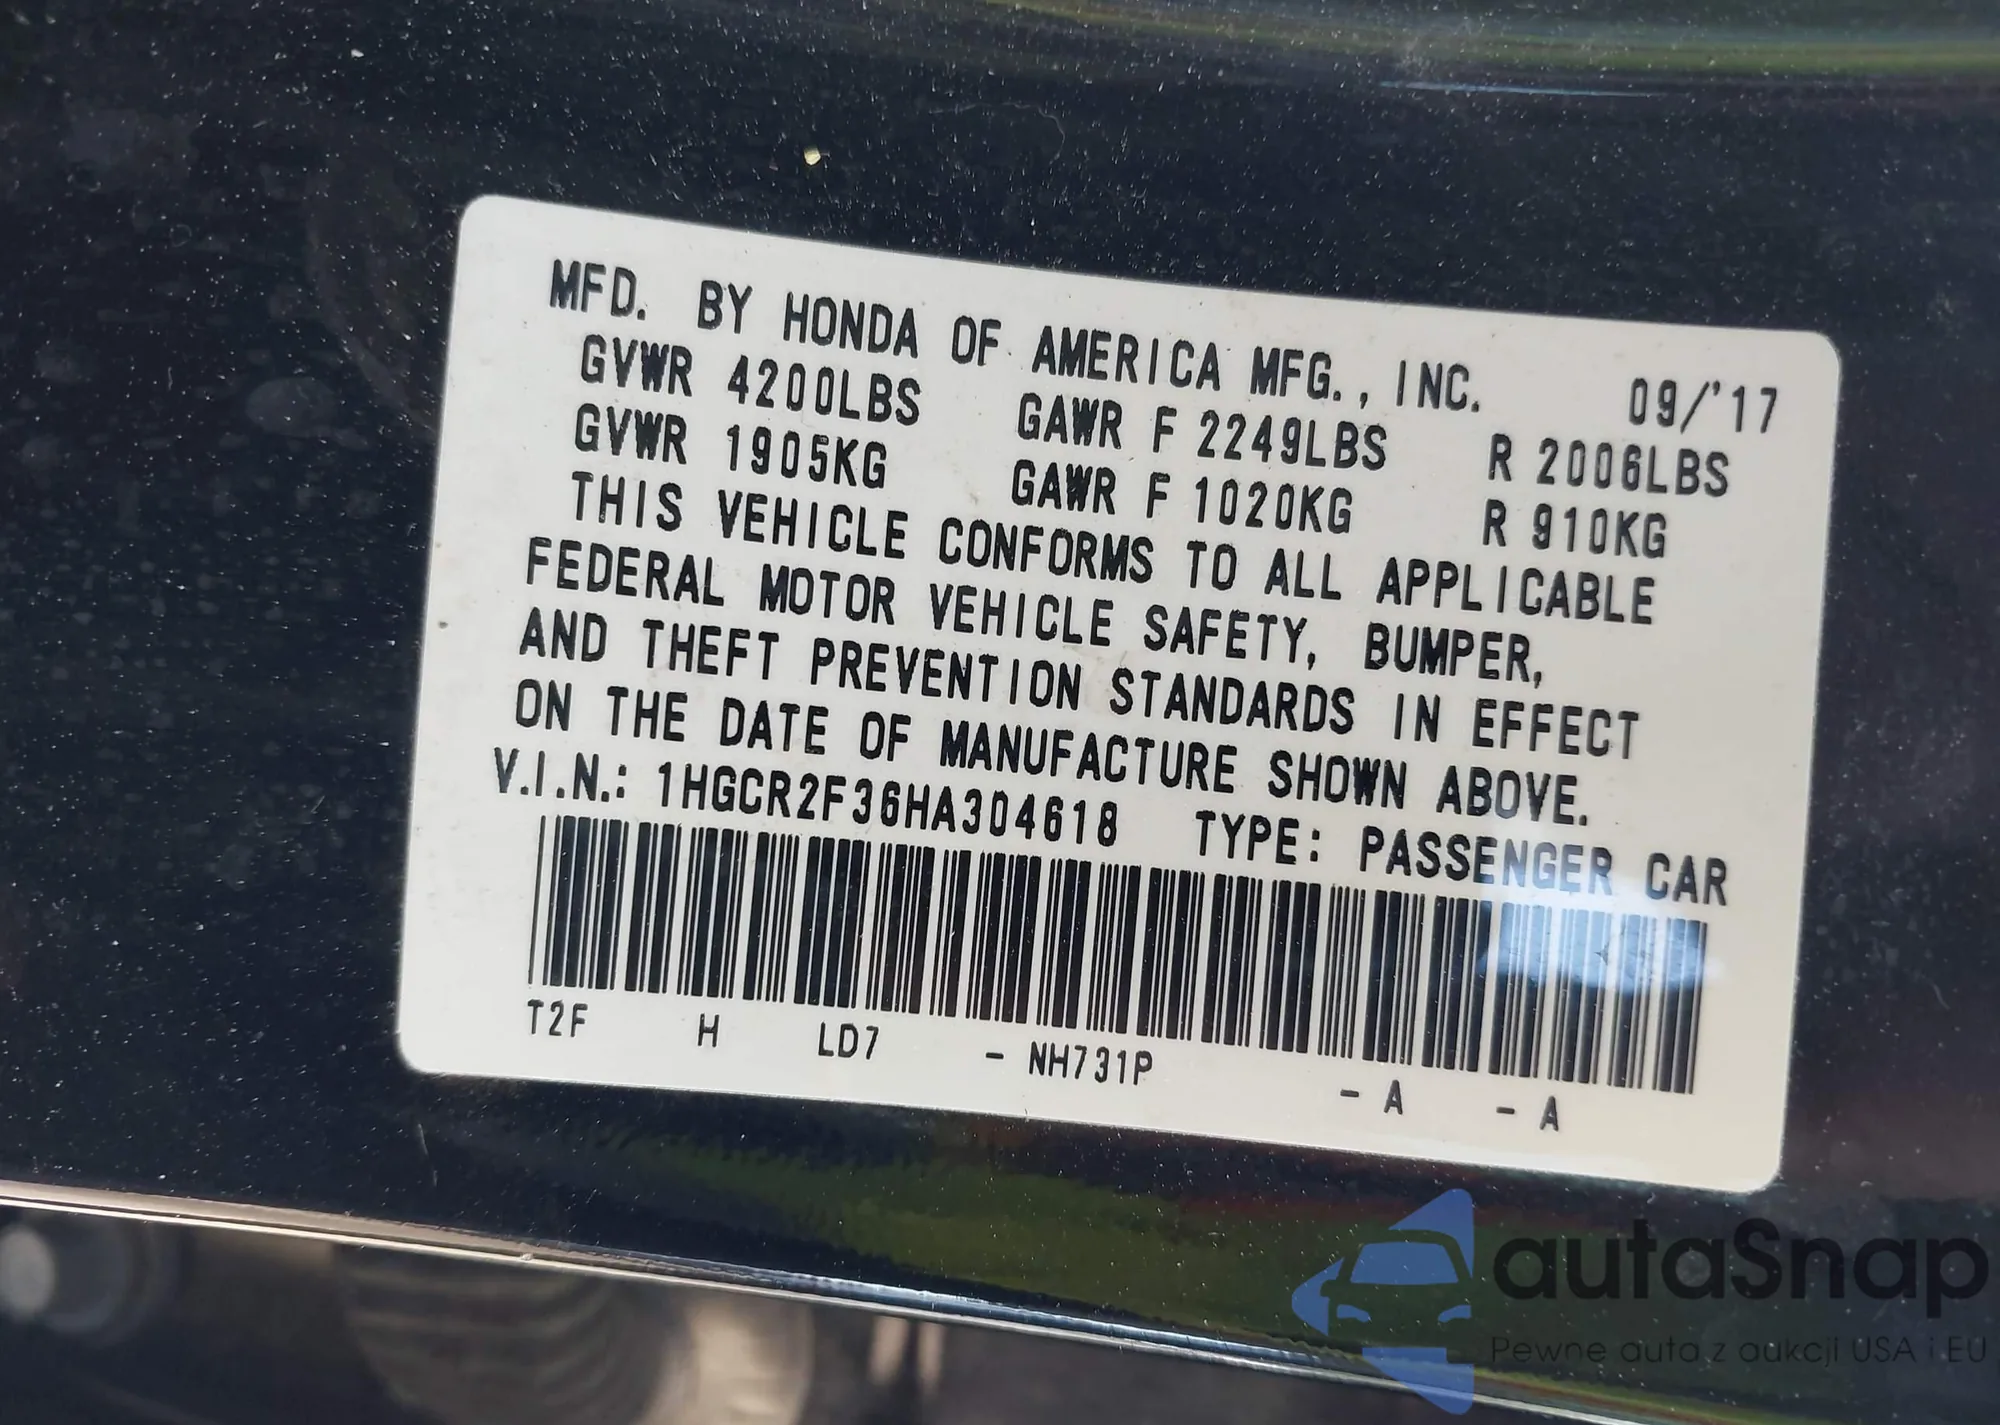 MFD. BY HONDA OF AMERICA MFG., INC. 09/'17
GVWR 4200LBS GAWR F 2249LBS R 2006LBS
GVWR 1905KG GAWR F 1020KG R 910KG
THIS VEHICLE CONFORMS TO ALL APPLICABLE
FEDERAL MOTOR VEHICLE SAFETY, BUMPER,
AND THEFT PREVENTION STANDARDS IN EFFECT
ON THE DATE OF MANUFACTURE SHOWN ABOVE.
V.I.N.: 1HGCR2F36HA304618 TYPE: PASSENGER CAR
T2F H LD7 - NH731P - A - A
autaSnap
Pewne auta z aukcji USA i EU